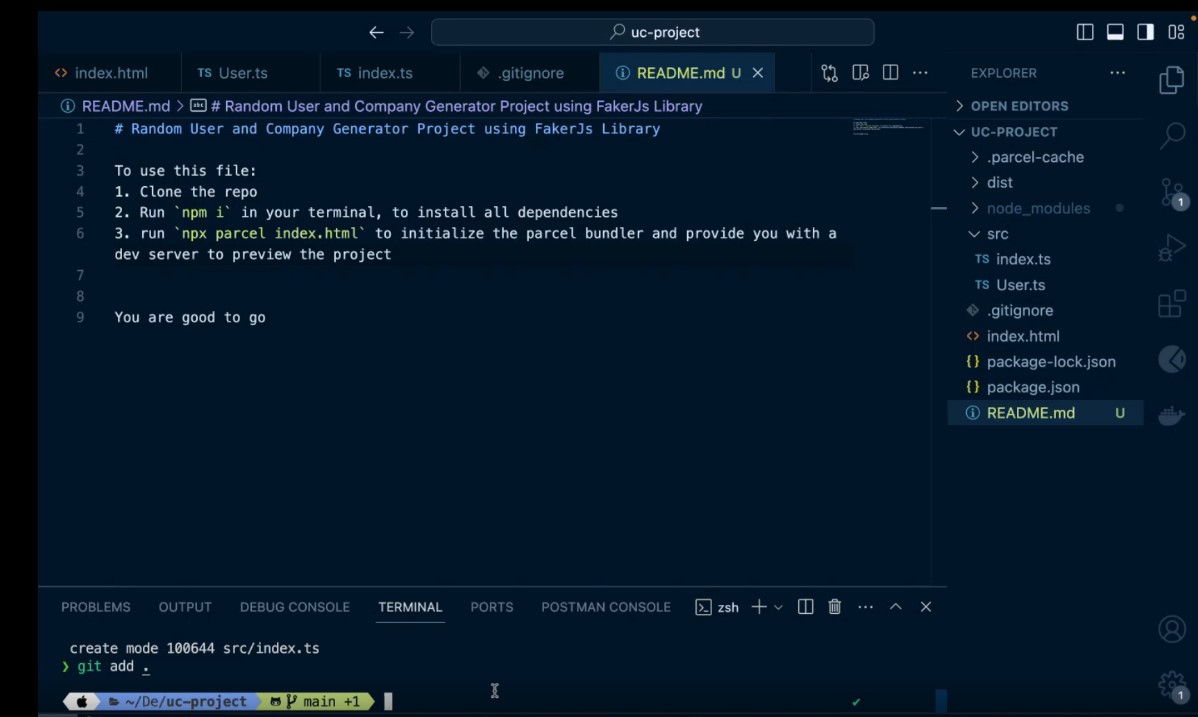 uc-project
index.html
TS User.ts
TS index.ts
.gitignore
README.md U
EXPLORER
README.md > # Random User and Company Generator Project using FakerJs Library
OPEN EDITORS
UC-PROJECT
1 # Random User and Company Generator Project using FakerJs Library
2
3 To use this file:
4 1. Clone the repo
5 2. Run `npm i` in your terminal, to install all dependencies
6 3. run `npx parcel index.html` to initialize the parcel bundler and provide you with a
dev server to preview the project
7
8
9 You are good to go
.parcel-cache
dist
node_modules
src
TS index.ts
TS User.ts
.gitignore
index.html
{} package-lock.json
{} package.json
README.md U
1
PROBLEMS OUTPUT DEBUG CONSOLE TERMINAL PORTS POSTMAN CONSOLE zsh
create mode 100644 src/index.ts
❯ git add .
~/De/uc-project main +1
1